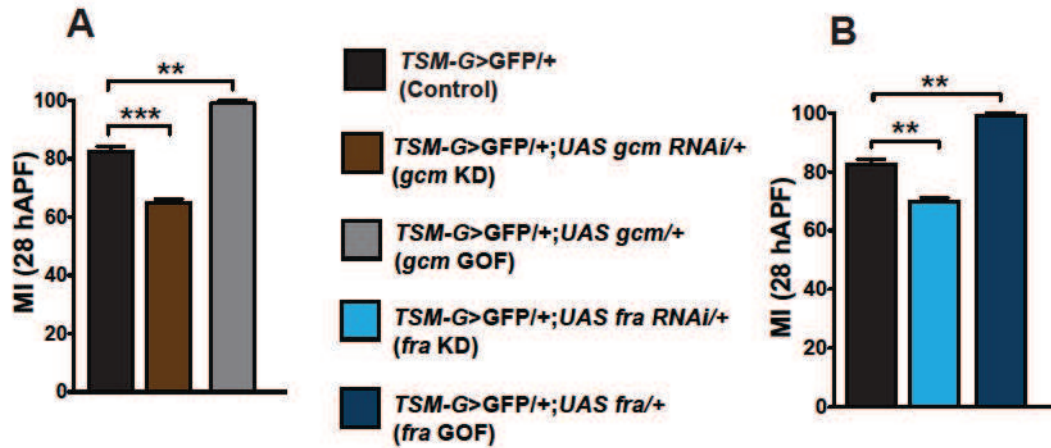 A
MI (28 hAPF)
100
80
60
40
20
0
**
***
TSM-G>GFP/+
(Control)
TSM-G>GFP/+;UAS gcm RNAi/+
(gcm KD)
TSM-G>GFP/+;UAS gcm/+
(gcm GOF)
TSM-G>GFP/+;UAS fra RNAi/+
(fra KD)
TSM-G>GFP/+;UAS fra/+
(fra GOF)
B
MI (28 hAPF)
100
80
60
40
20
0
**
**